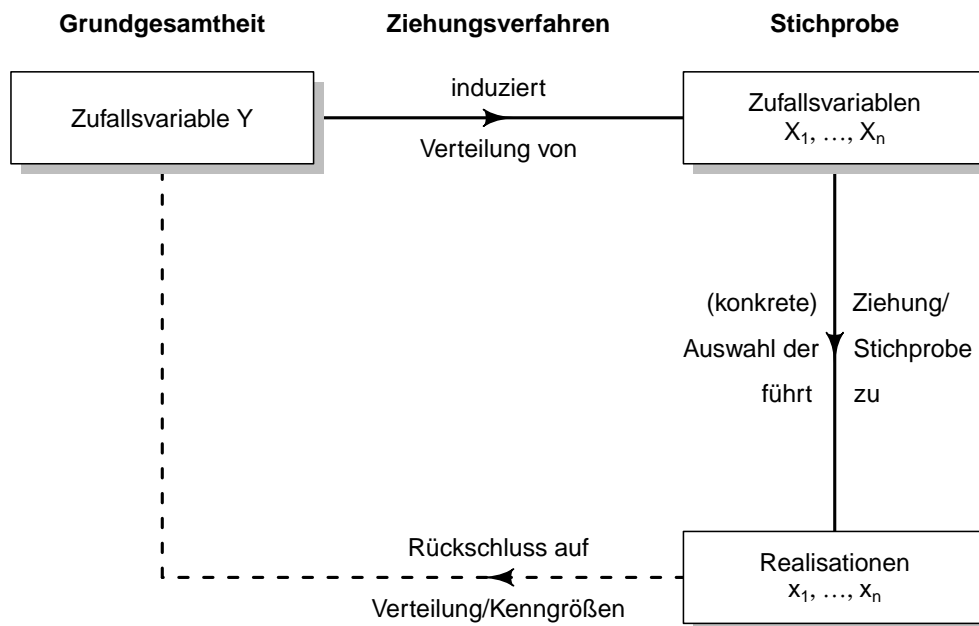 Grundgesamtheit
Ziehungsverfahren
Stichprobe
Zufallsvariable Y
induziert
Verteilung von
Zufallsvariablen
X₁, …, Xₙ
(konkrete) Ziehung/
Auswahl der Stichprobe
führt zu
Rückschluss auf
Verteilung/Kenngrößen
Realisationen
x₁, …, xₙ